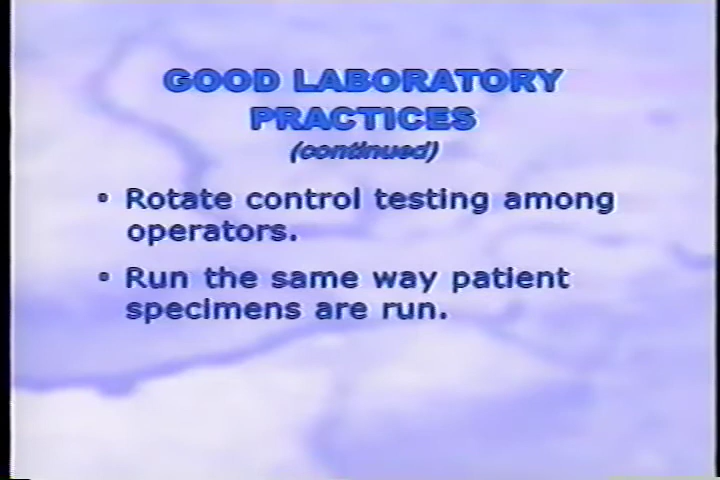 GOOD LABORATORY
PRACTICES
(continued)
• Rotate control testing among
operators.
• Run the same way patient
specimens are run.